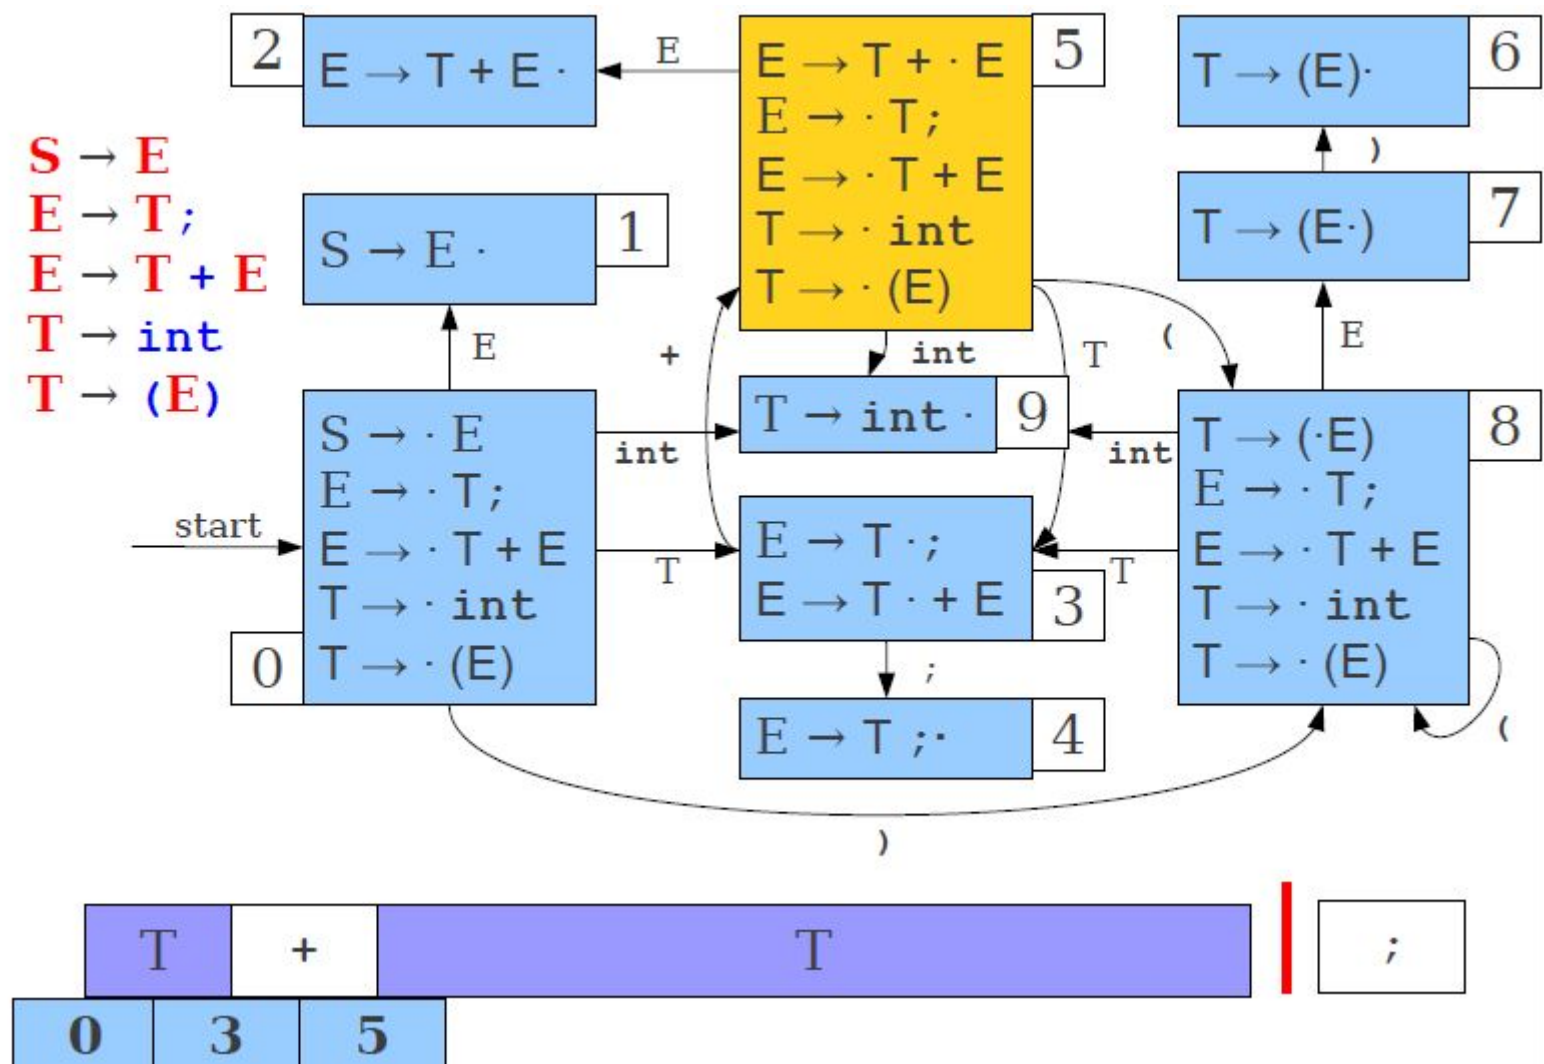 S → E
E → T ;
E → T + E
T → int
T → (E)
2
E → T + E ·
E
5
E → T + · E
E → · T ;
E → · T + E
T → · int
T → · (E)
6
T → (E)·
)
7
T → (E·)
1
S → E ·
E
+
int
T
(
E
start
0
S → · E
E → · T ;
E → · T + E
T → · int
T → · (E)
int
T
9
T → int ·
int
T
3
E → T · ;
E → T · + E
;
4
E → T ; ·
8
T → (·E)
E → · T ;
E → · T + E
T → · int
T → · (E)
(
)
T + T ;
0 3 5